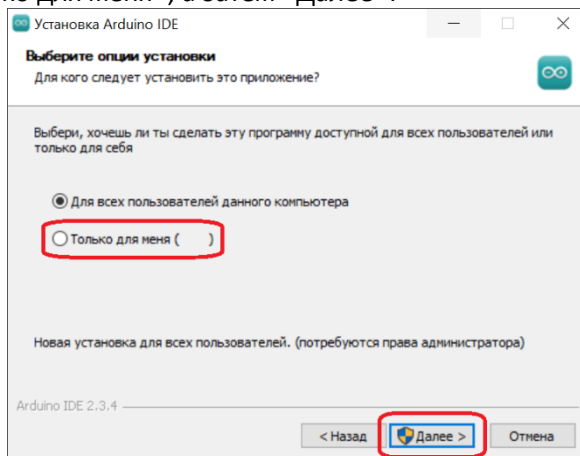 для меня", а затем "Далее".
Установка Arduino IDE
Выберите опции установки
Для кого следует установить это приложение?
Выбери, хочешь ли ты сделать эту программу доступной для всех пользователей или
только для себя
Для всех пользователей данного компьютера
Только для меня ( )
Новая установка для всех пользователей. (потребуются права администратора)
Arduino IDE 2.3.4
< Назад
Далее >
Отмена